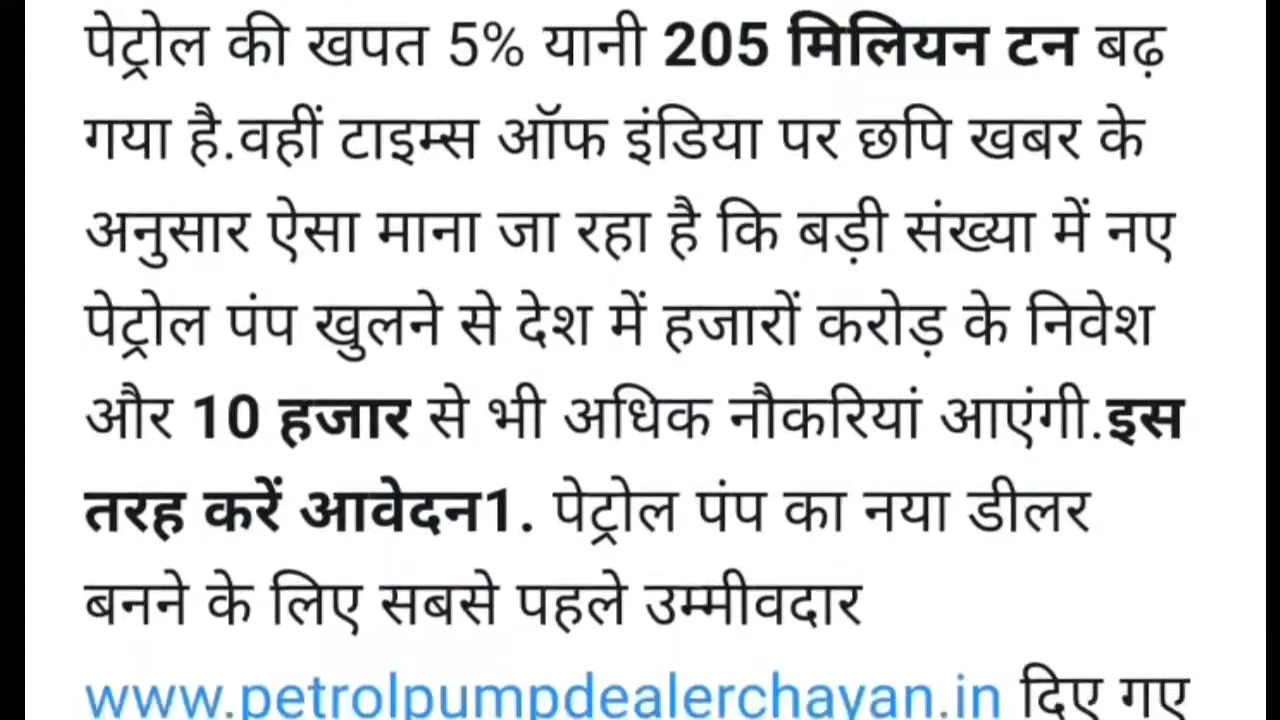 पेट्रोल की खपत 5% यानी 205 मिलियन टन बढ़
गया है.वहीं टाइम्स ऑफ इंडिया पर छपि खबर के
अनुसार ऐसा माना जा रहा है कि बड़ी संख्या में नए
पेट्रोल पंप खुलने से देश में हजारों करोड़ के निवेश
और 10 हजार से भी अधिक नौकरियां आएंगी.इस
तरह करें आवेदन1. पेट्रोल पंप का नया डीलर
बनने के लिए सबसे पहले उम्मीवदार
www.petrolpumpdealerchayan.in दिए गए